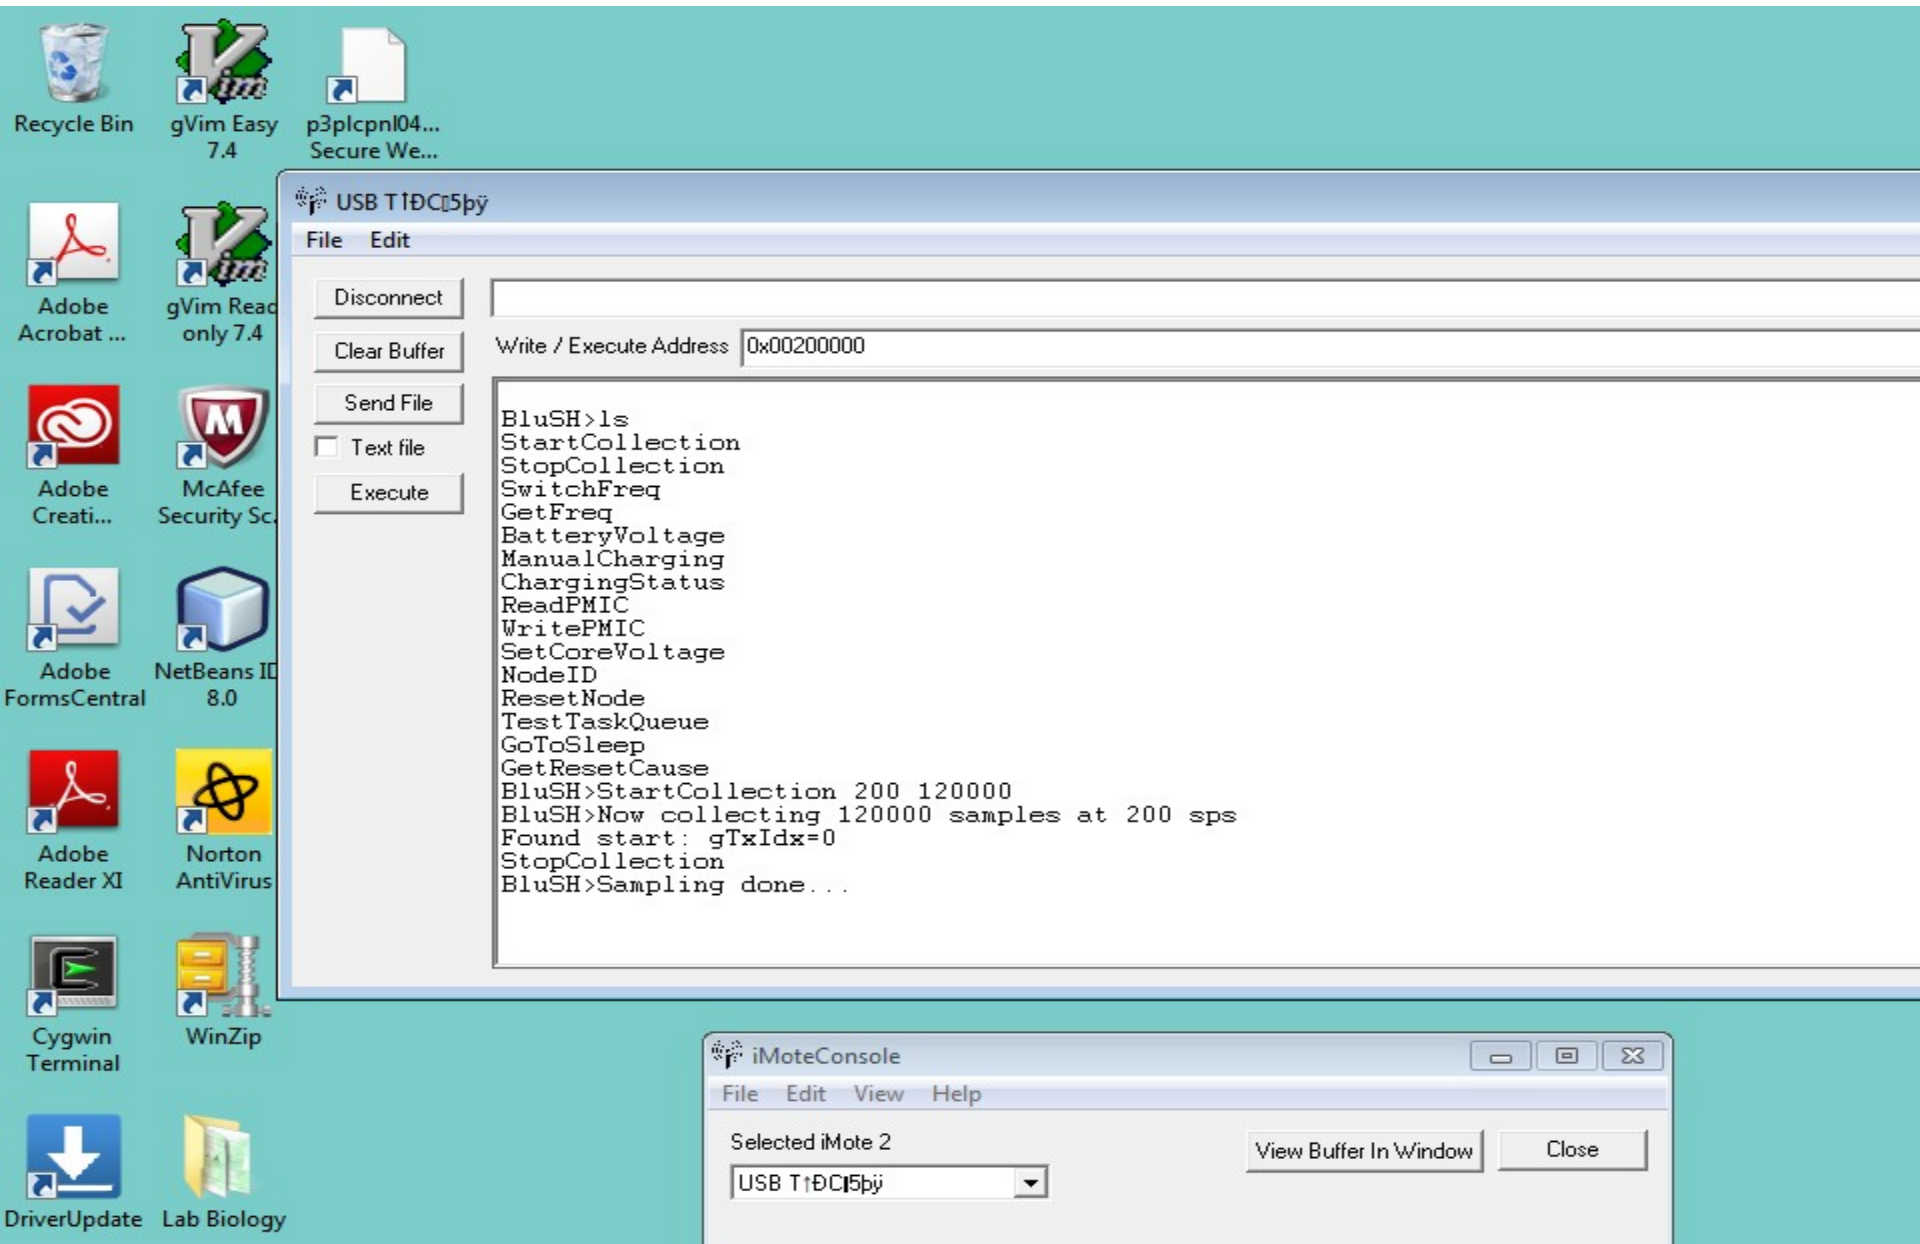 Recycle Bin
gVim Easy
7.4
p3plcpnl04...
Secure We...
Adobe
Acrobat ...
gVim Read
only 7.4
Adobe
Creati...
McAfee
Security Sc.
Adobe
FormsCentral
NetBeans ID
8.0
Adobe
Reader XI
Norton
AntiVirus
Cygwin
Terminal
WinZip
DriverUpdate
Lab Biology
USB T↑ÐC▯5þÿ
File Edit
Disconnect
Clear Buffer
Write / Execute Address 0x00200000
Send File
Text file
Execute
BluSH>ls
StartCollection
StopCollection
SwitchFreq
GetFreq
BatteryVoltage
ManualCharging
ChargingStatus
ReadPMIC
WritePMIC
SetCoreVoltage
NodeID
ResetNode
TestTaskQueue
GoToSleep
GetResetCause
BluSH>StartCollection 200 120000
BluSH>Now collecting 120000 samples at 200 sps
Found start: gTxIdx=0
StopCollection
BluSH>Sampling done...
iMoteConsole
File Edit View Help
Selected iMote 2
View Buffer In Window
Close
USB T↑ÐC▯5þÿ